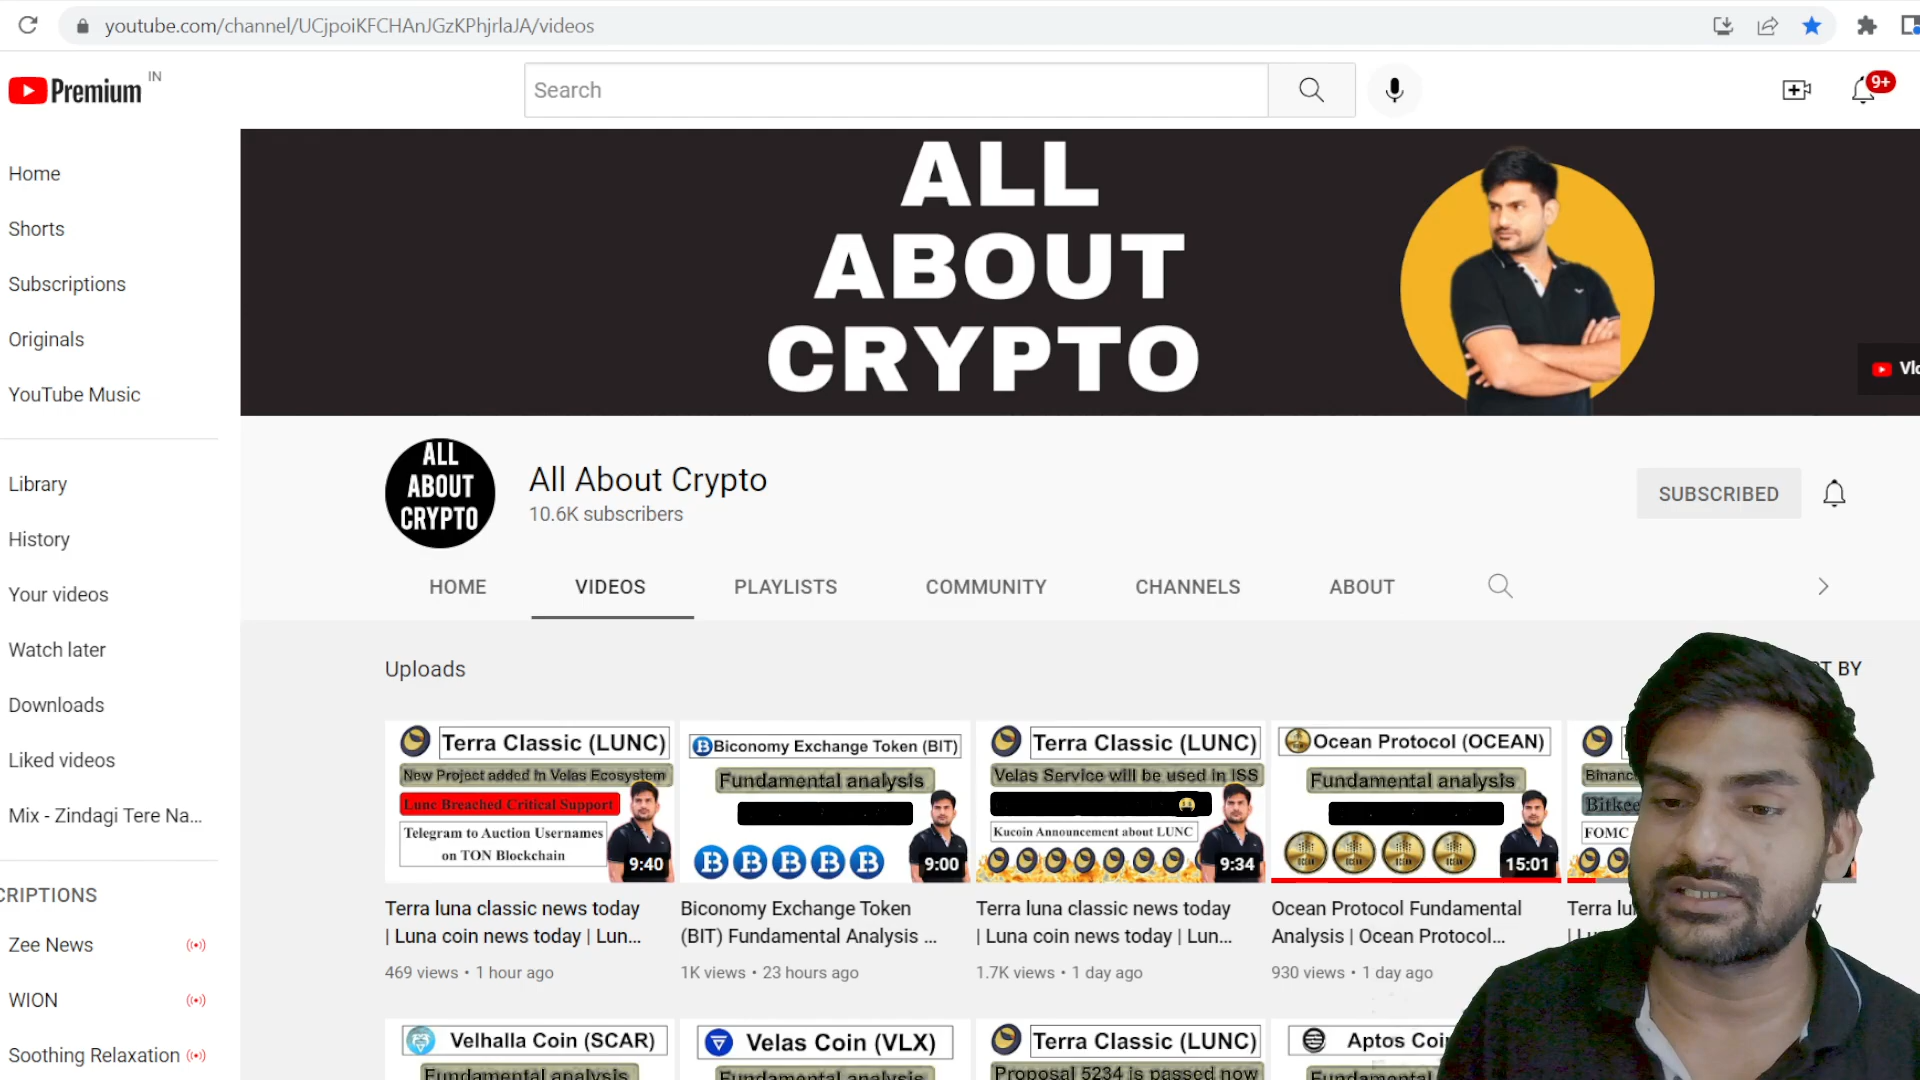 youtube.com/channel/UCjpoiKFCHAnJGzKPhjrlaJA/videos
Premium IN
Search
9+
Home
Shorts
Subscriptions
Originals
YouTube Music
Library
History
Your videos
Watch later
Downloads
Liked videos
Mix - Zindagi Tere Na...
CRIPTIONS
Zee News
WION
Soothing Relaxation
ALL
ABOUT
CRYPTO
ALL
ABOUT
CRYPTO
All About Crypto
10.6K subscribers
SUBSCRIBED
HOME VIDEOS PLAYLISTS COMMUNITY CHANNELS ABOUT
Uploads
BY
Terra Classic (LUNC)
New Project added in Velas Ecosystem
Lunc Breached Critical Support
Telegram to Auction Usernames
on TON Blockchain
9:40
Terra luna classic news today
| Luna coin news today | Lun...
469 views • 1 hour ago
Biconomy Exchange Token (BIT)
Fundamental analysis
9:00
Biconomy Exchange Token
(BIT) Fundamental Analysis ...
1K views • 23 hours ago
Terra Classic (LUNC)
Velas Service will be used in ISS
Kucoin Announcement about LUNC
9:34
Terra luna classic news today
| Luna coin news today | Lun...
1.7K views • 1 day ago
Ocean Protocol (OCEAN)
Fundamental analysis
OCEAN OCEAN OCEAN OCEAN
15:01
Ocean Protocol Fundamental
Analysis | Ocean Protocol...
930 views • 1 day ago
FOMC
Velhalla Coin (SCAR)
Fundamental analysis
Velas Coin (VLX)
Fundamental analysis
Terra Classic (LUNC)
Proposal 5234 is passed now
Aptos
Fundamental